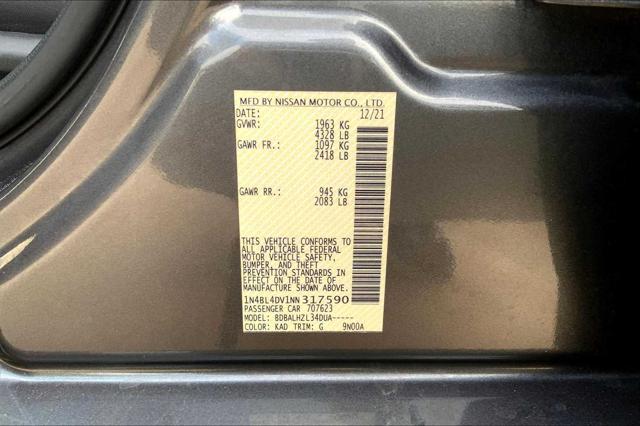 MFD BY NISSAN MOTOR CO., LTD.
DATE: 12/21
GVWR: 1963 KG
4328 LB
GAWR FR.: 1097 KG
2418 LB
GAWR RR.: 945 KG
2083 LB
THIS VEHICLE CONFORMS TO
ALL APPLICABLE FEDERAL
MOTOR VEHICLE SAFETY,
BUMPER, AND THEFT
PREVENTION STANDARDS IN
EFFECT ON THE DATE OF
MANUFACTURE SHOWN ABOVE.
1N4BL4DV1NN317590
PASSENGER CAR 707623
MODEL: BDBALHZL34DUA-----
COLOR: KAD TRIM: G 9N00A